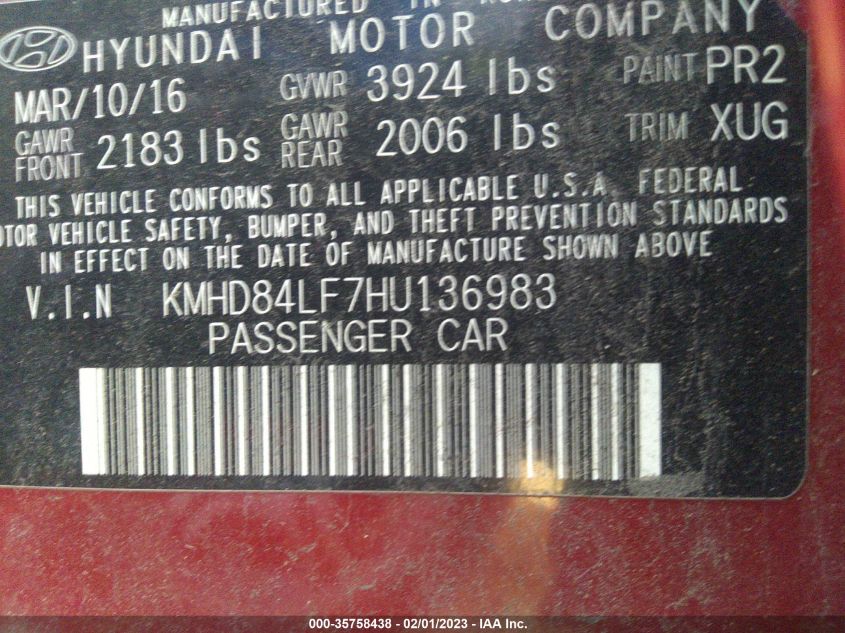 MANUFACTURED IN
HYUNDAI MOTOR COMPANY
MAR/10/16 GVWR 3924 lbs PAINT PR2
GAWR FRONT 2183 lbs GAWR REAR 2006 lbs TRIM XUG
THIS VEHICLE CONFORMS TO ALL APPLICABLE U.S.A. FEDERAL
VEHICLE SAFETY, BUMPER, AND THEFT PREVENTION STANDARDS
IN EFFECT ON THE DATE OF MANUFACTURE SHOWN ABOVE
V.I.N KMHD84LF7HU136983
PASSENGER CAR
000-35758438 - 02/01/2023 - IAA Inc.